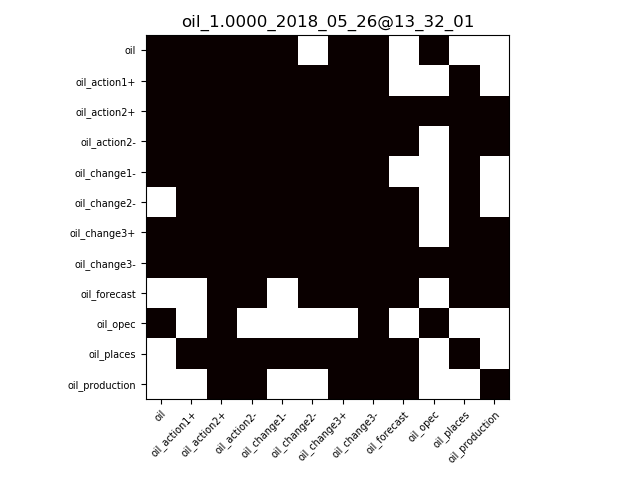 oil_1.0000_2018_05_26@13_32_01
oil
oil_action1+
oil_action2+
oil_action2-
oil_change1-
oil_change2-
oil_change3+
oil_change3-
oil_forecast
oil_opec
oil_places
oil_production
oil
oil_action1+
oil_action2+
oil_action2-
oil_change1-
oil_change2-
oil_change3+
oil_change3-
oil_forecast
oil_opec
oil_places
oil_production